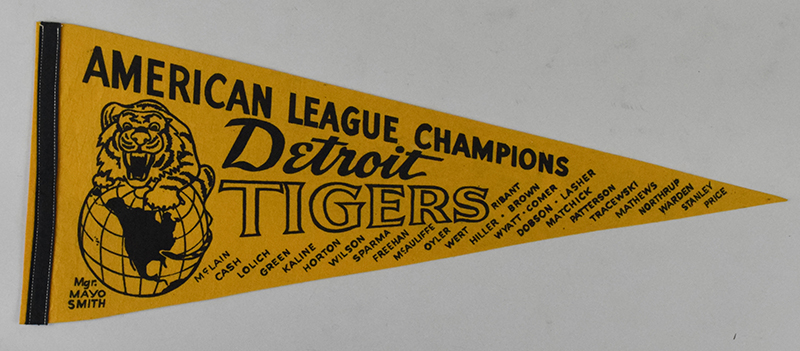 AMERICAN LEAGUE CHAMPIONS
Detroit
TIGERS
Mgr.
MAYO
SMITH
McLAIN
CASH
LOLICH
GREEN
KALINE
HORTON
WILSON
SPARMA
FREEHAN
McAULIFFE
OYLER
WERT
RIBANT
HILLER - BROWN
WYATT - COMER
DOBSON - LASHER
MATCHICK
PATTERSON
TRACEWSKI
MATHEWS
NORTHRUP
WARDEN
STANLEY
PRICE